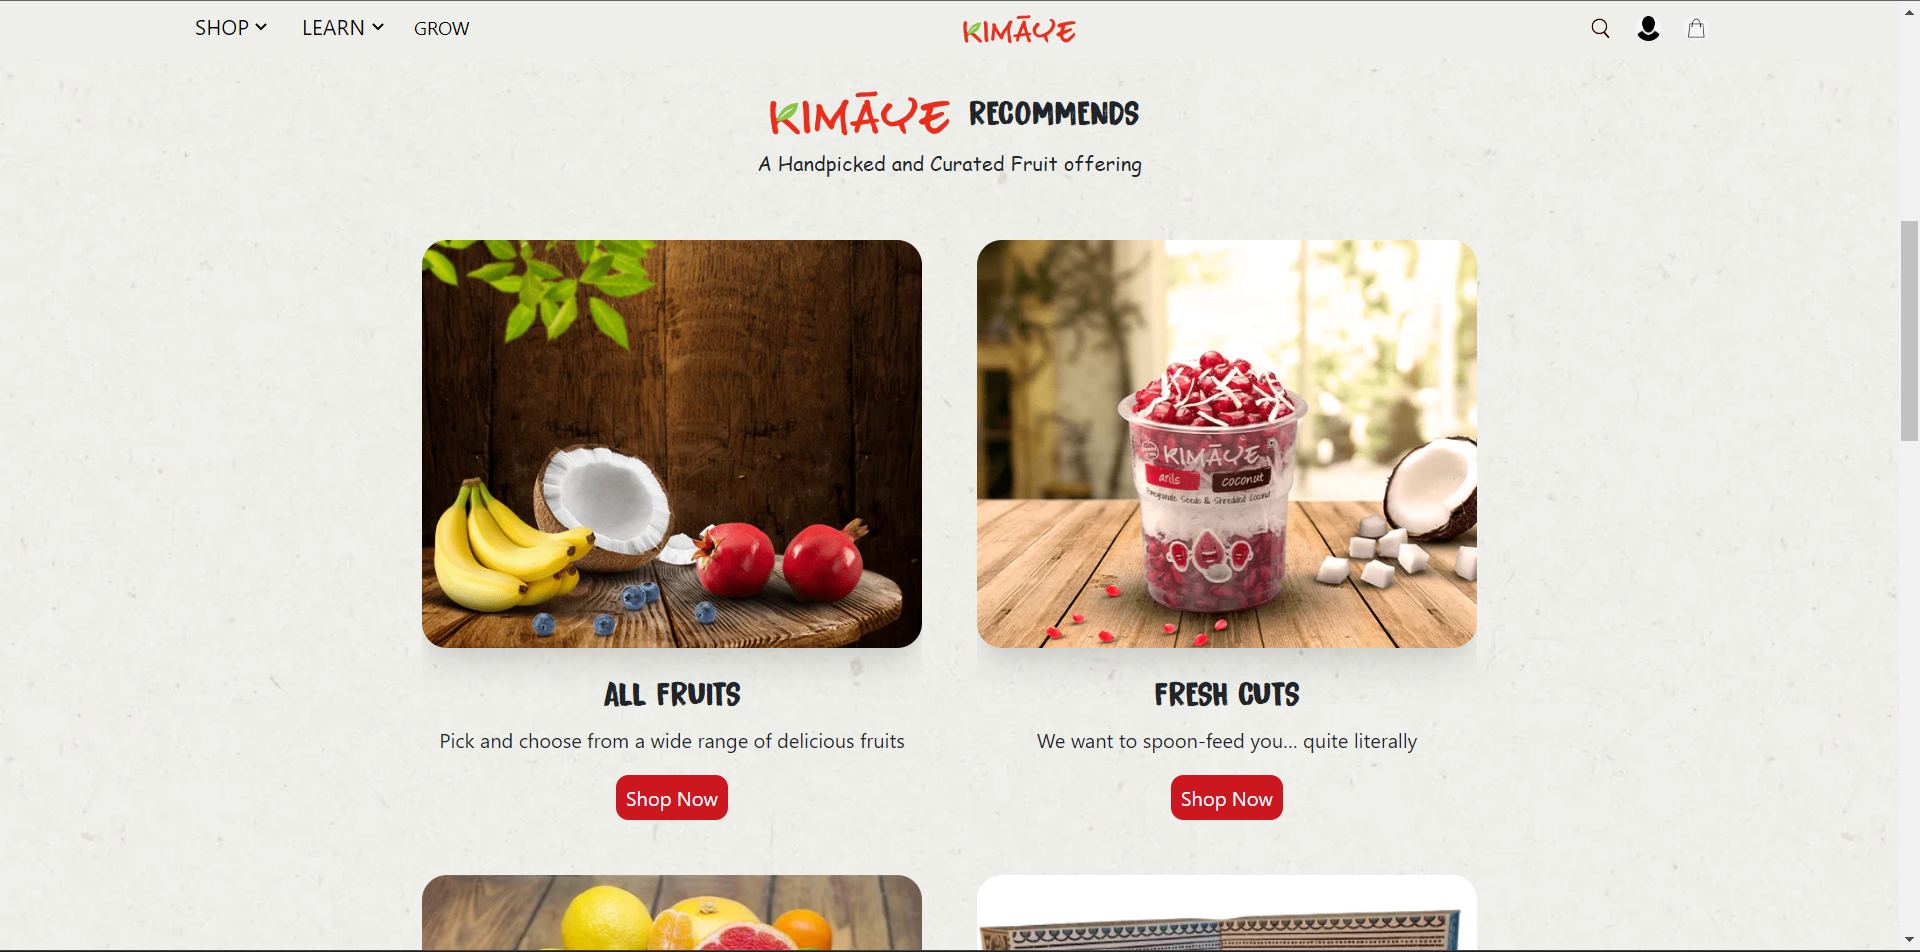 SHOP LEARN GROW KIMĀYE
KIMĀYE RECOMMENDS
A Handpicked and Curated Fruit offering
KIMĀYE
arils coconut
Pomegranate Seeds & Shredded Coconut
ALL FRUITS FRESH CUTS
Pick and choose from a wide range of delicious fruits We want to spoon-feed you... quite literally
Shop Now Shop Now